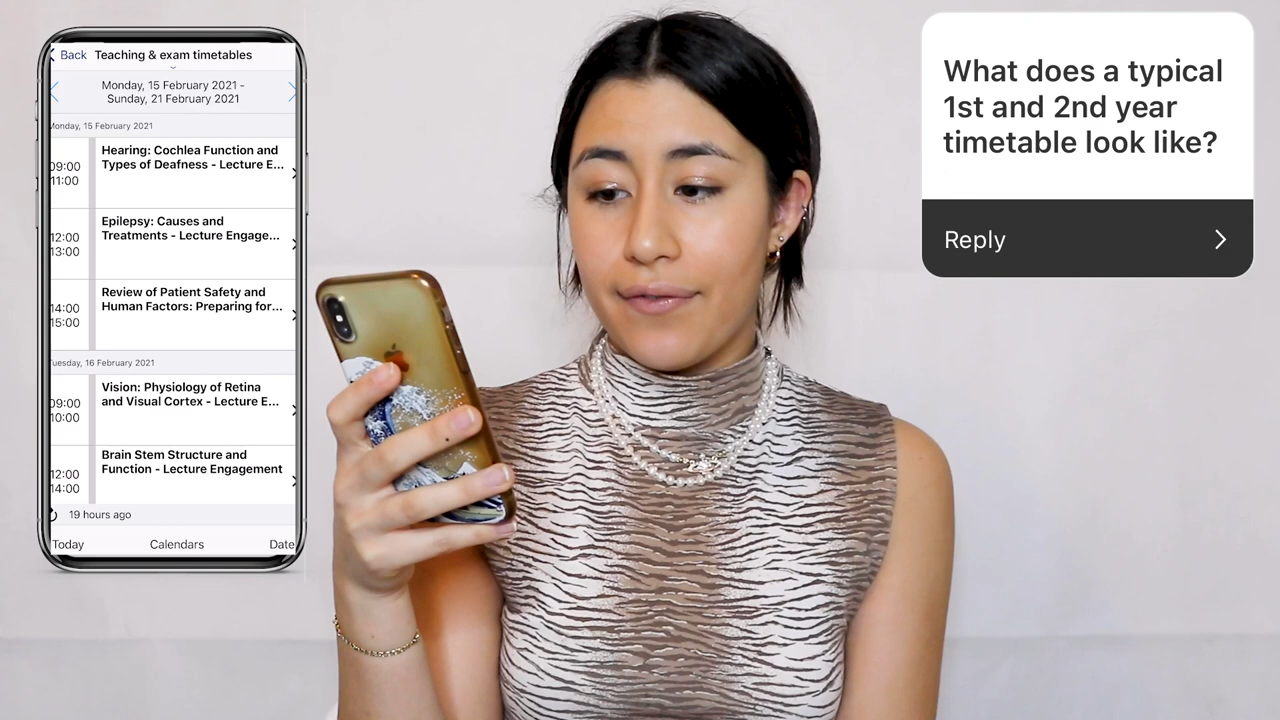 Back Teaching & exam timetables
Monday, 15 February 2021 -
Sunday, 21 February 2021
Monday, 15 February 2021
09:00
11:00
Hearing: Cochlea Function and
Types of Deafness - Lecture E...
12:00
13:00
Epilepsy: Causes and
Treatments - Lecture Engage...
14:00
15:00
Review of Patient Safety and
Human Factors: Preparing for...
Tuesday, 16 February 2021
09:00
10:00
Vision: Physiology of Retina
and Visual Cortex - Lecture E...
12:00
14:00
Brain Stem Structure and
Function - Lecture Engagement
19 hours ago
Today Calendars Date
What does a typical
1st and 2nd year
timetable look like?
Reply